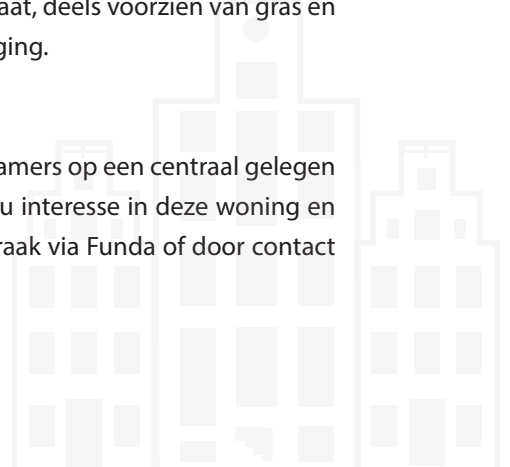 aat, deels voorzien van gras en
ging.
amers op een centraal gelegen
u interesse in deze woning en
raak via Funda of door contact